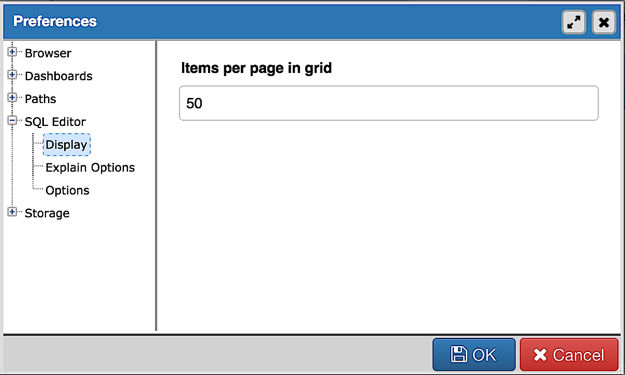 Preferences
Browser
Dashboards
Paths
SQL Editor
Display
Explain Options
Options
Storage
Items per page in grid
50
OK
Cancel